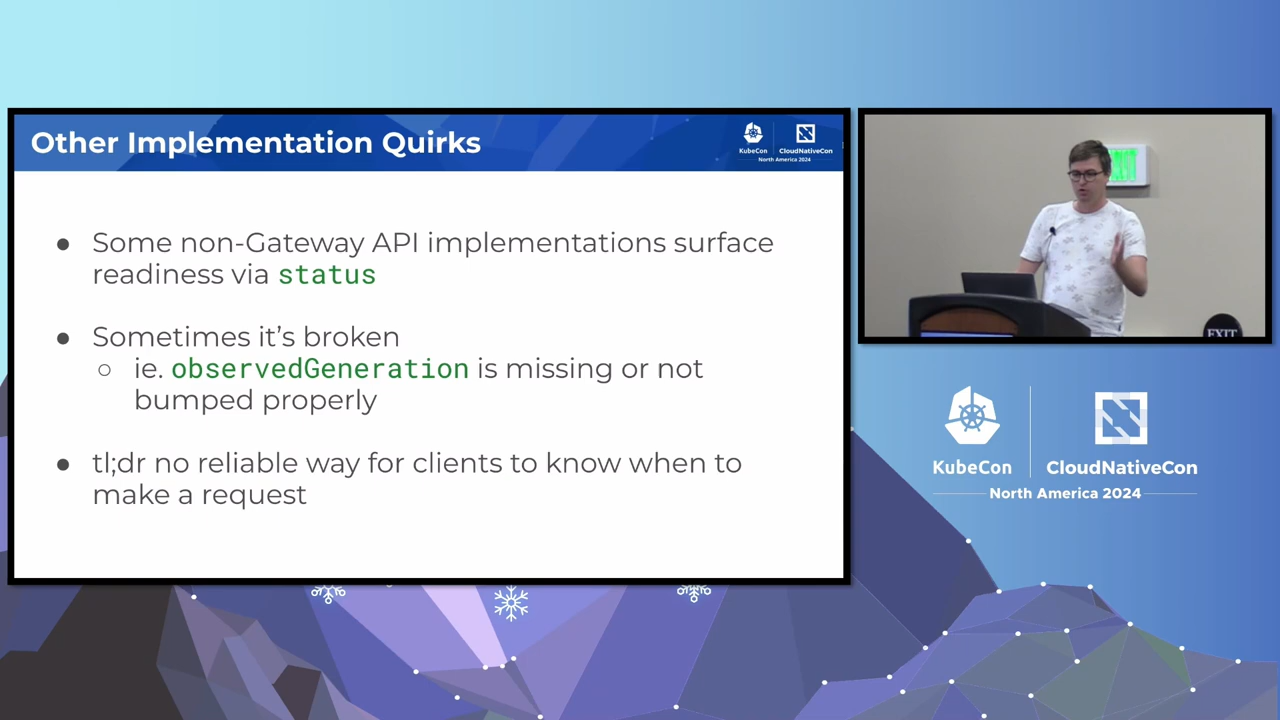 Other Implementation Quirks
KubeCon
CloudNativeCon
North America 2024
● Some non-Gateway API implementations surface
readiness via status
● Sometimes it’s broken
○ ie. observedGeneration is missing or not
bumped properly
● tl;dr no reliable way for clients to know when to
make a request
EXIT
EXIT
KubeCon
CloudNativeCon
North America 2024